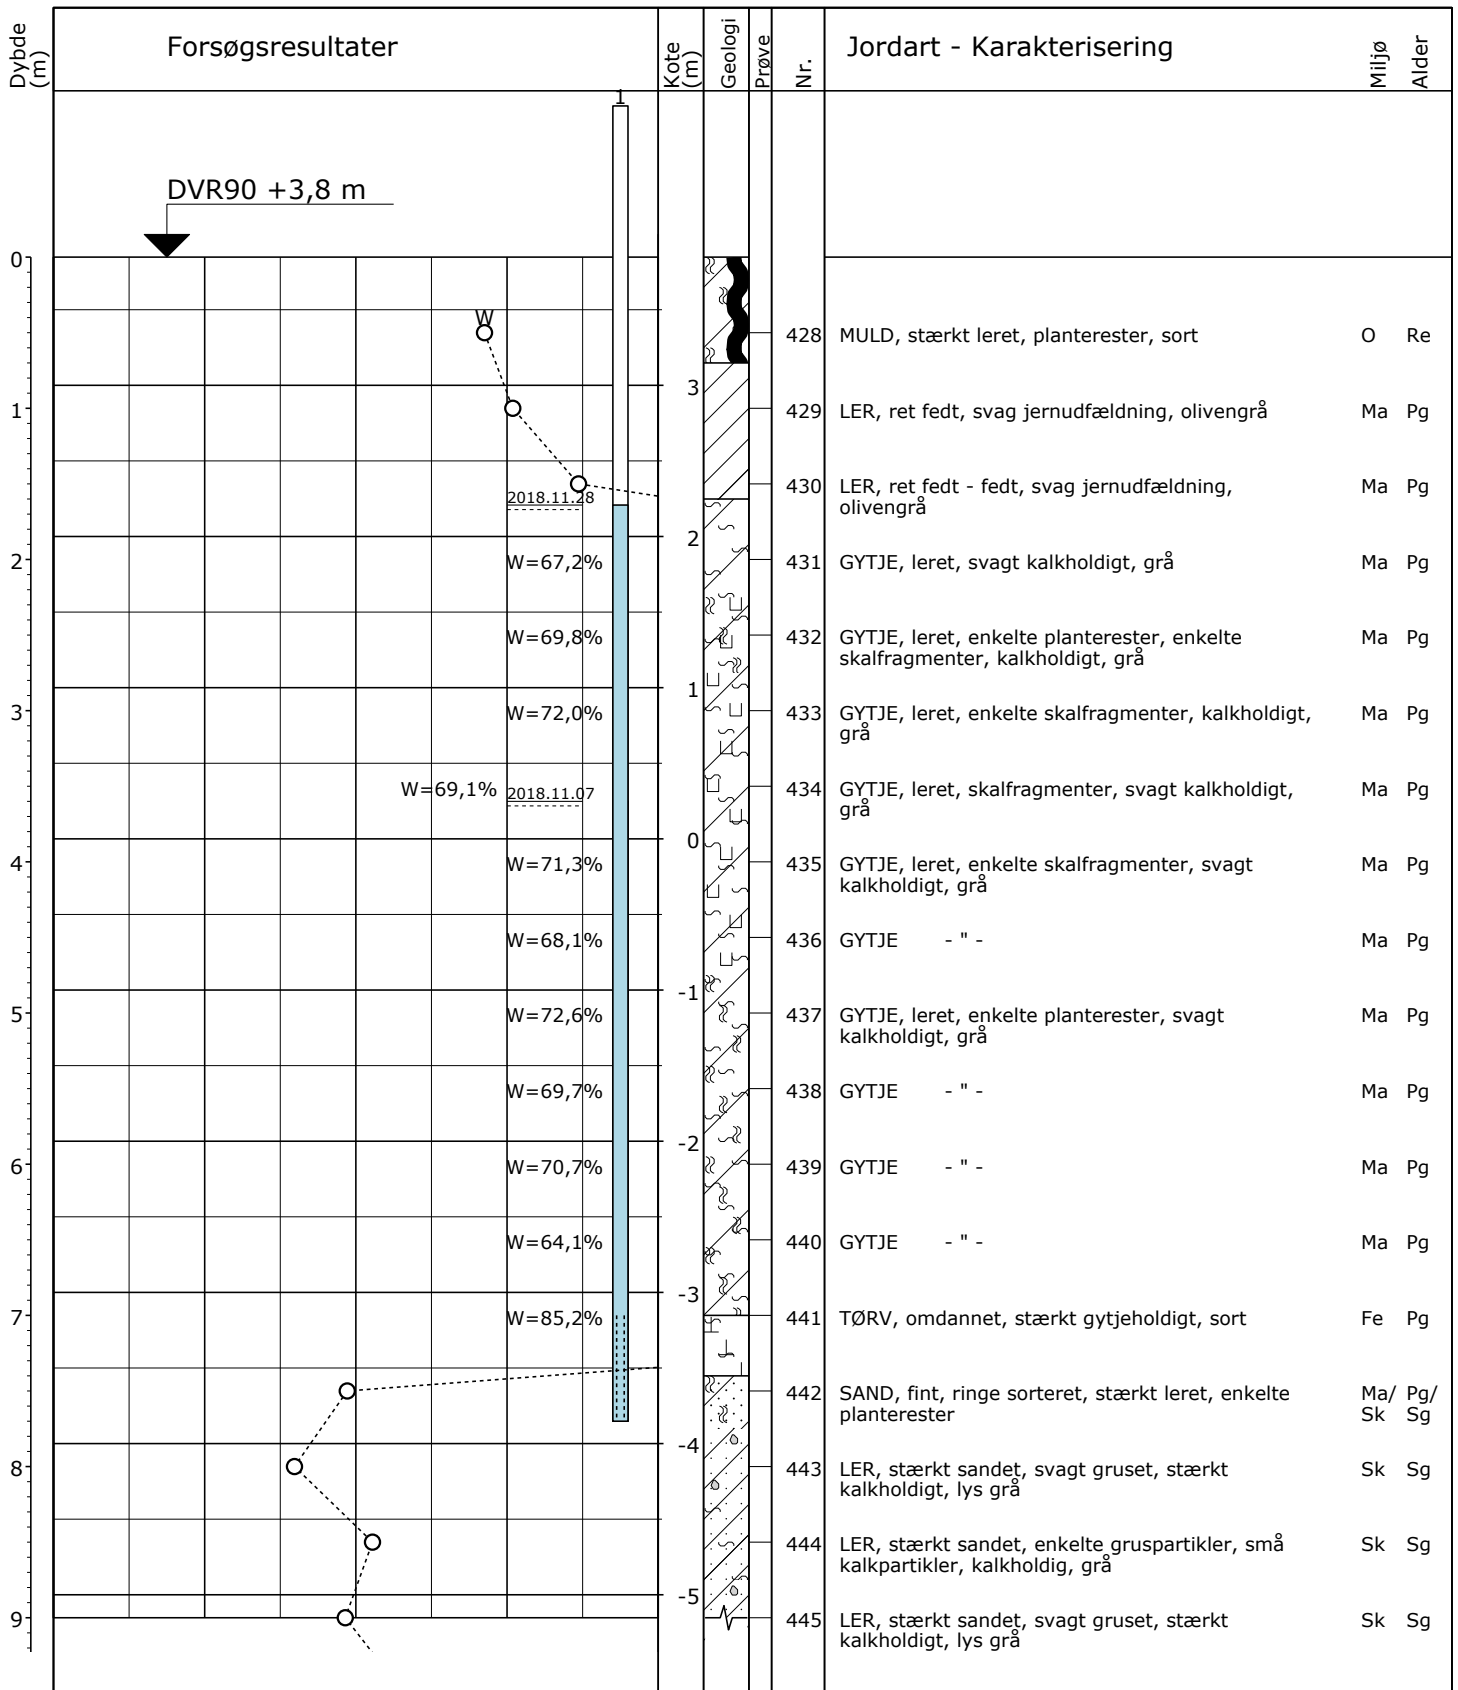 Dybde (m)
Forsøgsresultater
Kote (m)
Geologi
Prøve
Nr.
Jordart - Karakterisering
Miljø
Alder
1
DVR90 +3,8 m
0
W
428 MULD, stærkt leret, planterester, sort O Re
3
1
429 LER, ret fedt, svag jernudfældning, olivengrå Ma Pg
430 LER, ret fedt - fedt, svag jernudfældning, Ma Pg
olivengrå
2018.11.28
2
2 W=67,2% 431 GYTJE, leret, svagt kalkholdigt, grå Ma Pg
W=69,8% 432 GYTJE, leret, enkelte planterester, enkelte Ma Pg
skalfragmenter, kalkholdigt, grå
1
3 W=72,0% 433 GYTJE, leret, enkelte skalfragmenter, kalkholdigt, Ma Pg
grå
W=69,1% 2018.11.07 434 GYTJE, leret, skalfragmenter, svagt kalkholdigt, Ma Pg
grå
0
4 W=71,3% 435 GYTJE, leret, enkelte skalfragmenter, svagt Ma Pg
kalkholdigt, grå
W=68,1% 436 GYTJE - " - Ma Pg
-1
5 W=72,6% 437 GYTJE, leret, enkelte planterester, svagt Ma Pg
kalkholdigt, grå
W=69,7% 438 GYTJE - " - Ma Pg
-2
6 W=70,7% 439 GYTJE - " - Ma Pg
W=64,1% 440 GYTJE - " - Ma Pg
-3
7 W=85,2% 441 TØRV, omdannet, stærkt gytjeholdigt, sort Fe Pg
442 SAND, fint, ringe sorteret, stærkt leret, enkelte Ma/ Pg/
planterester Sk Sg
-4
8 443 LER, stærkt sandet, svagt gruset, stærkt Sk Sg
kalkholdigt, lys grå
444 LER, stærkt sandet, enkelte gruspartikler, små Sk Sg
kalkpartikler, kalkholdig, grå
-5
9 445 LER, stærkt sandet, svagt gruset, stærkt Sk Sg
kalkholdigt, lys grå